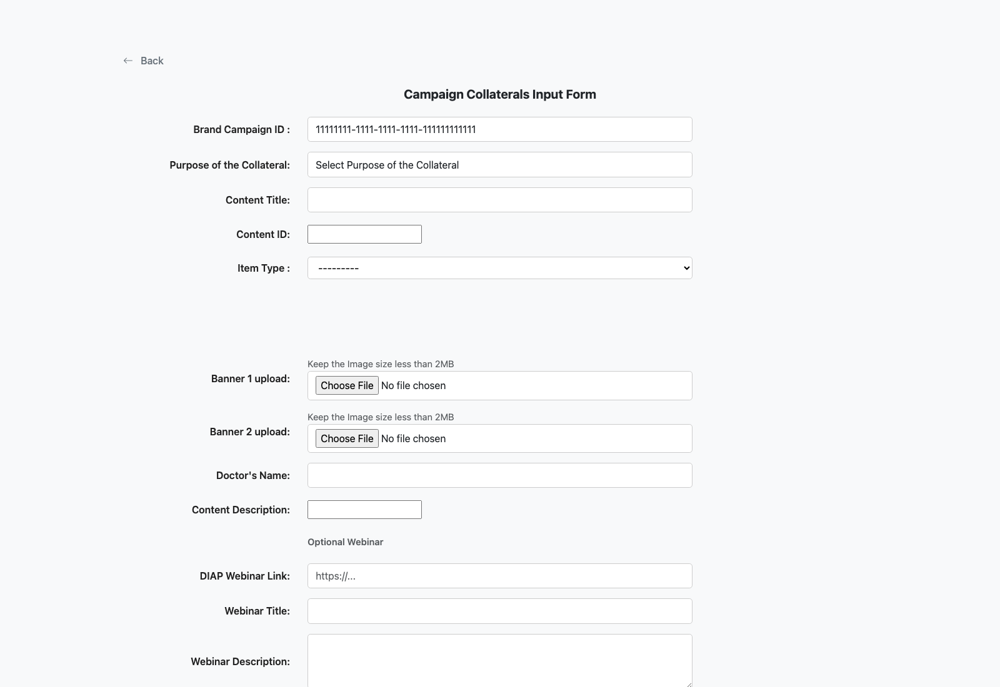 Back
Campaign Collaterals Input Form
Brand Campaign ID : 11111111-1111-1111-1111-111111111111
Purpose of the Collateral: Select Purpose of the Collateral
Content Title:
Content ID:
Item Type : ---------
Keep the Image size less than 2MB
Banner 1 upload: Choose File No file chosen
Keep the Image size less than 2MB
Banner 2 upload: Choose File No file chosen
Doctor's Name:
Content Description:
Optional Webinar
DIAP Webinar Link: https://...
Webinar Title:
Webinar Description: